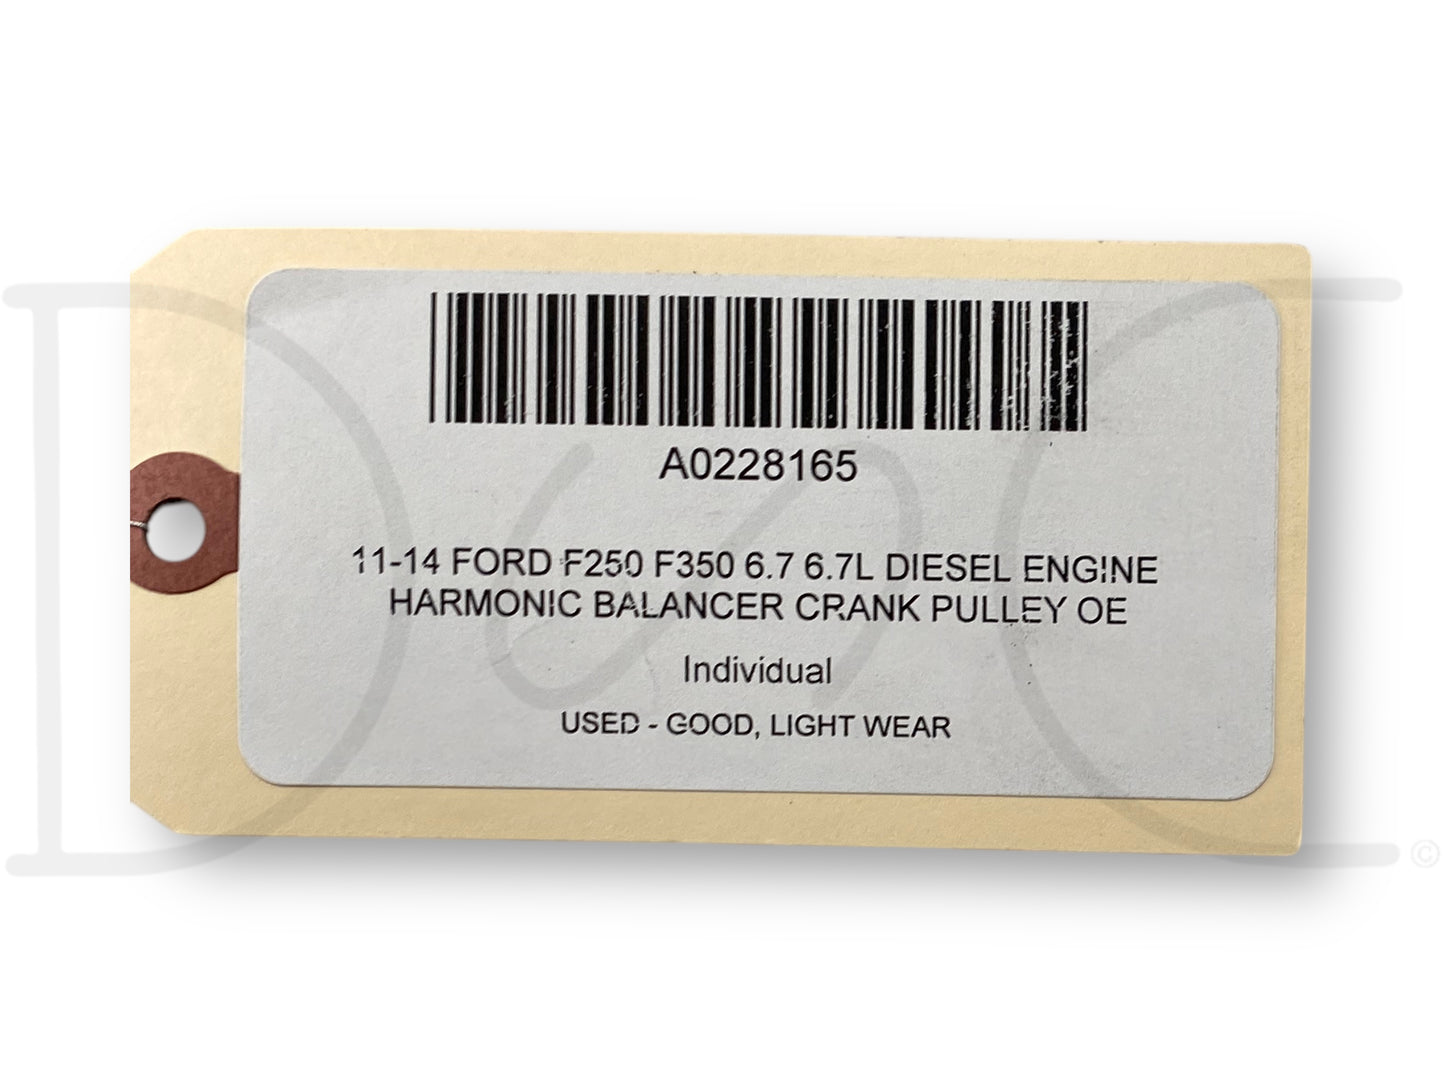 A0228165
11-14 FORD F250 F350 6.7 6.7L DIESEL ENGINE
HARMONIC BALANCER CRANK PULLEY OE
Individual
USED - GOOD, LIGHT WEAR
DSC
©